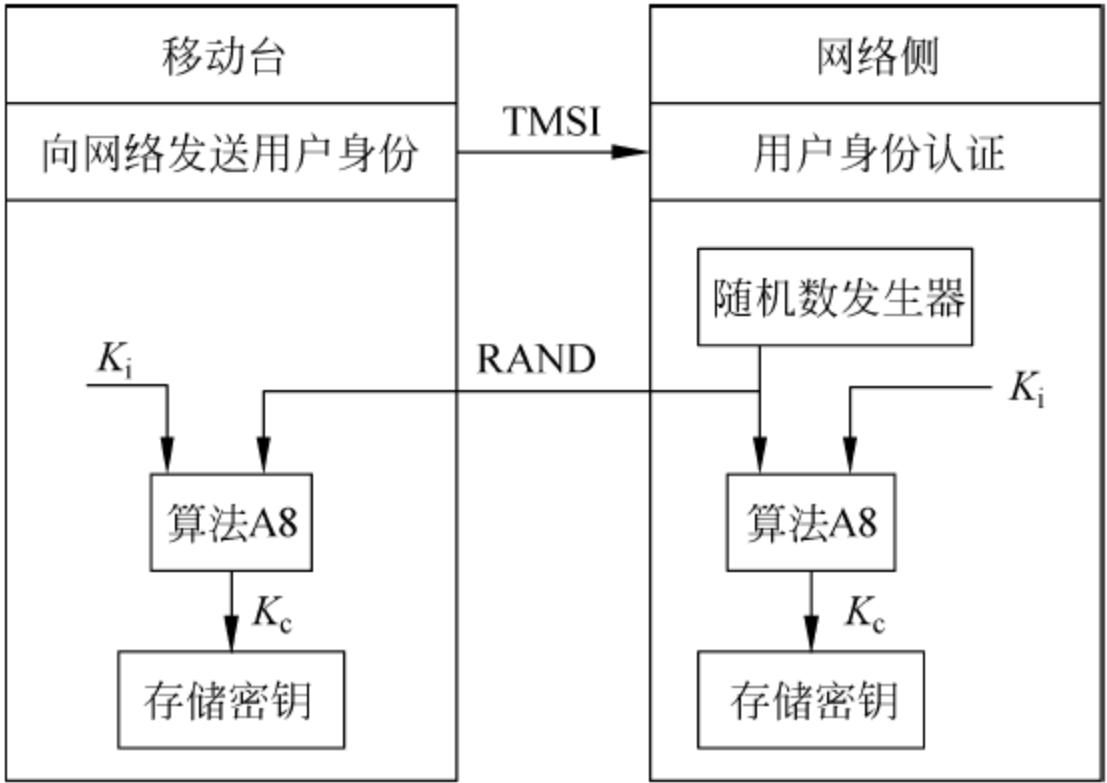 移动台
网络侧
向网络发送用户身份
TMSI
用户身份认证
随机数发生器
Ki
RAND
Ki
算法A8
算法A8
Kc
Kc
存储密钥
存储密钥